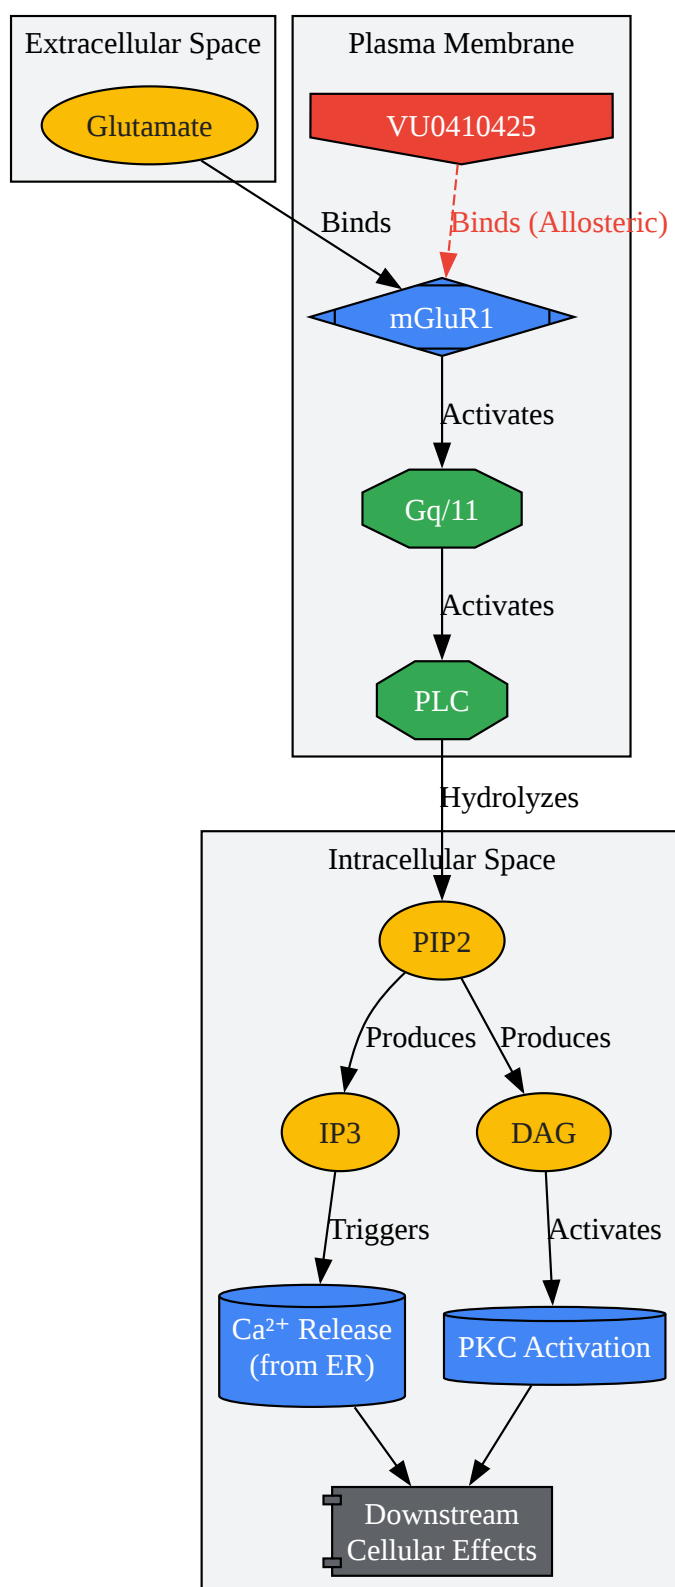 Extracellular Space
Plasma Membrane
Glutamate
VU0410425
Binds
Binds (Allosteric)
mGluR1
Activates
Gq/11
Activates
PLC
Hydrolyzes
Intracellular Space
PIP2
Produces
Produces
IP3
DAG
Triggers
Activates
Ca²⁺ Release
(from ER)
PKC Activation
Downstream
Cellular Effects